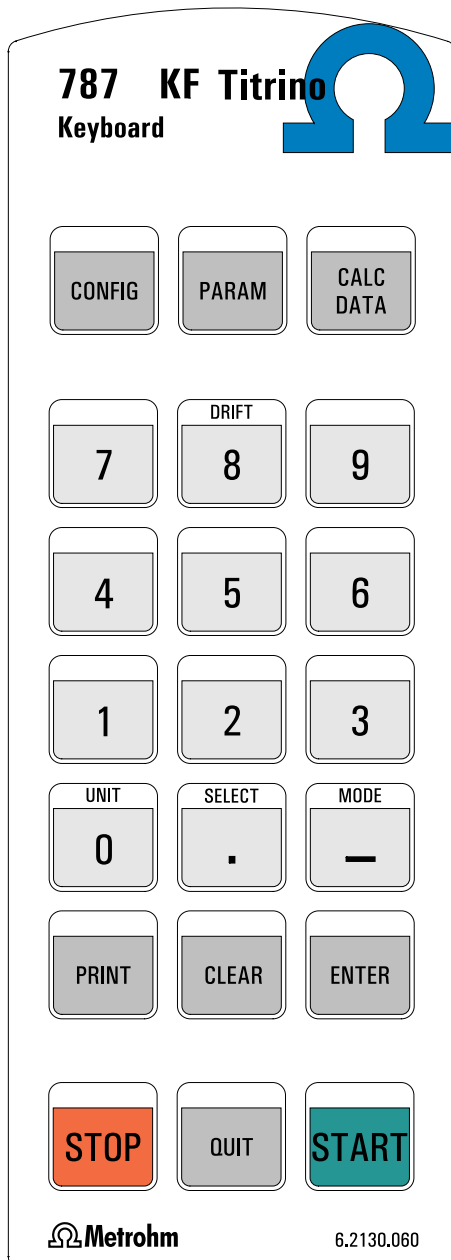 787 KF Titrino
Keyboard
CONFIG PARAM CALC
DATA
DRIFT
7 8 9
4 5 6
1 2 3
UNIT SELECT MODE
0 . –
PRINT CLEAR ENTER
STOP QUIT START
Metrohm 6.2130.060